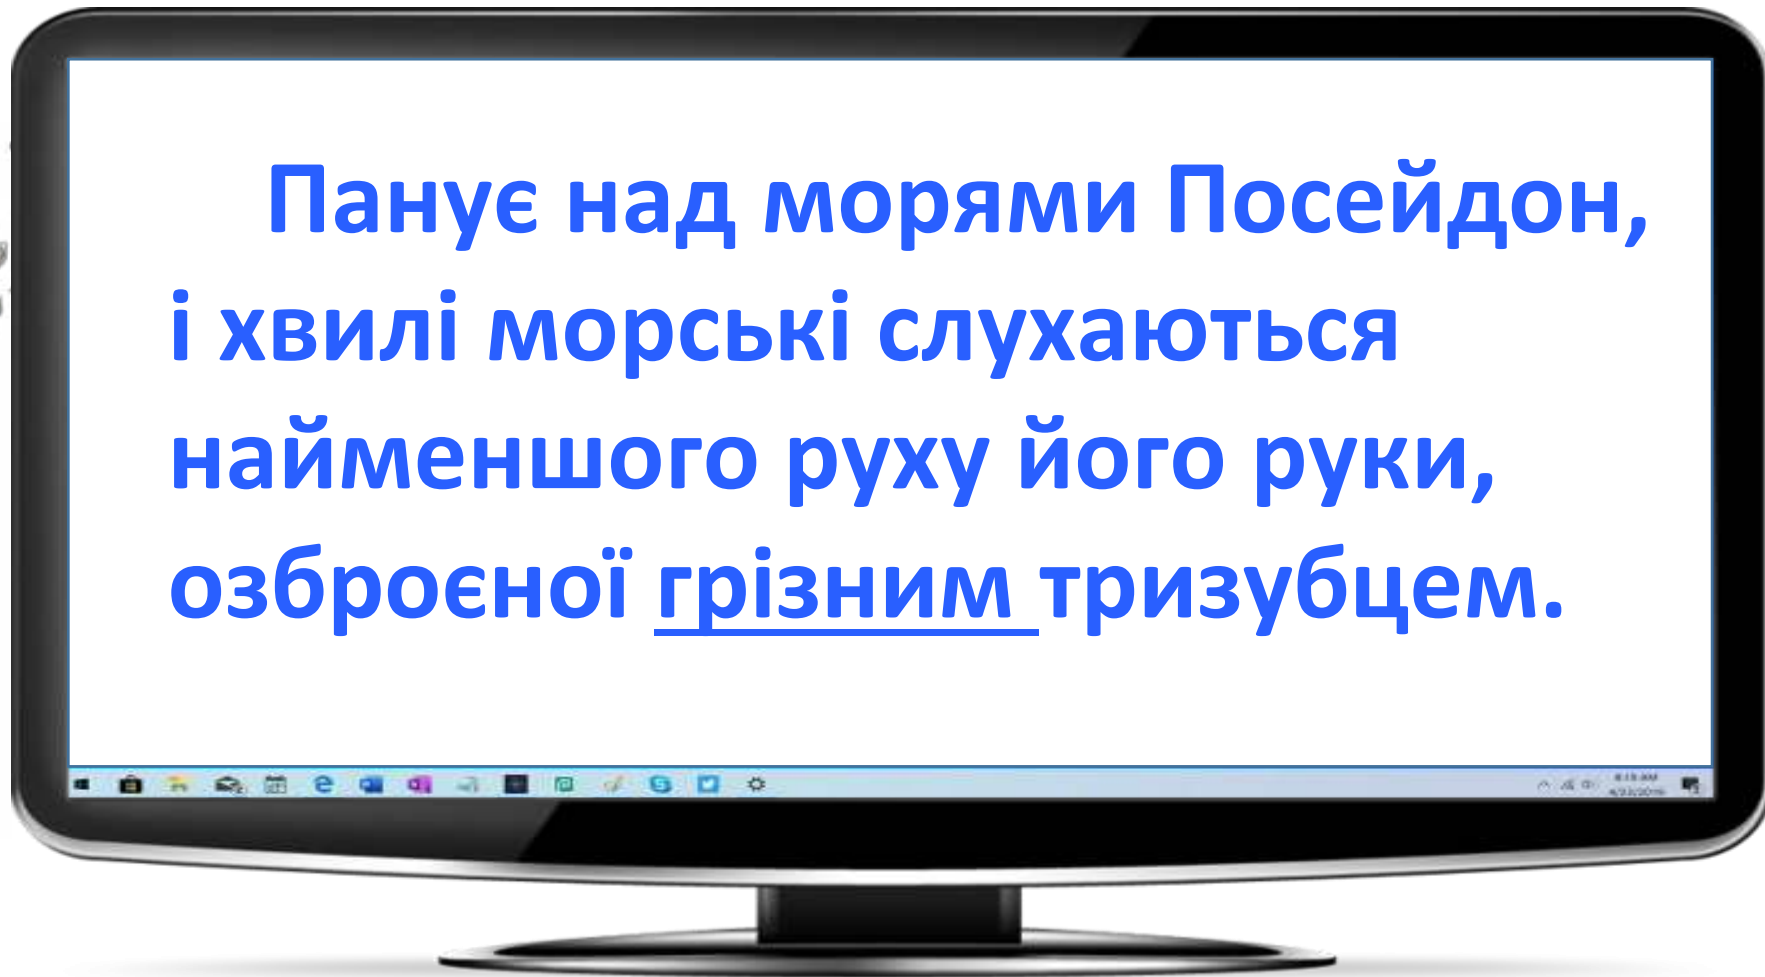 Панує над морями Посейдон,
і хвилі морські слухаються
найменшого руху його руки,
озброєної грізним тризубцем.